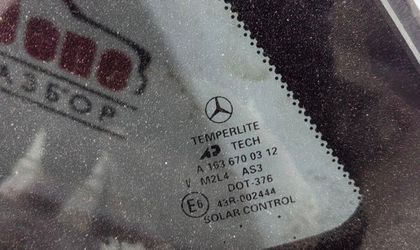 РАЗБОР
TEMPERLITE
TECH
A 163 670 03 12
V M2L4 AS3
DOT-376
E6 43R-002444
SOLAR CONTROL